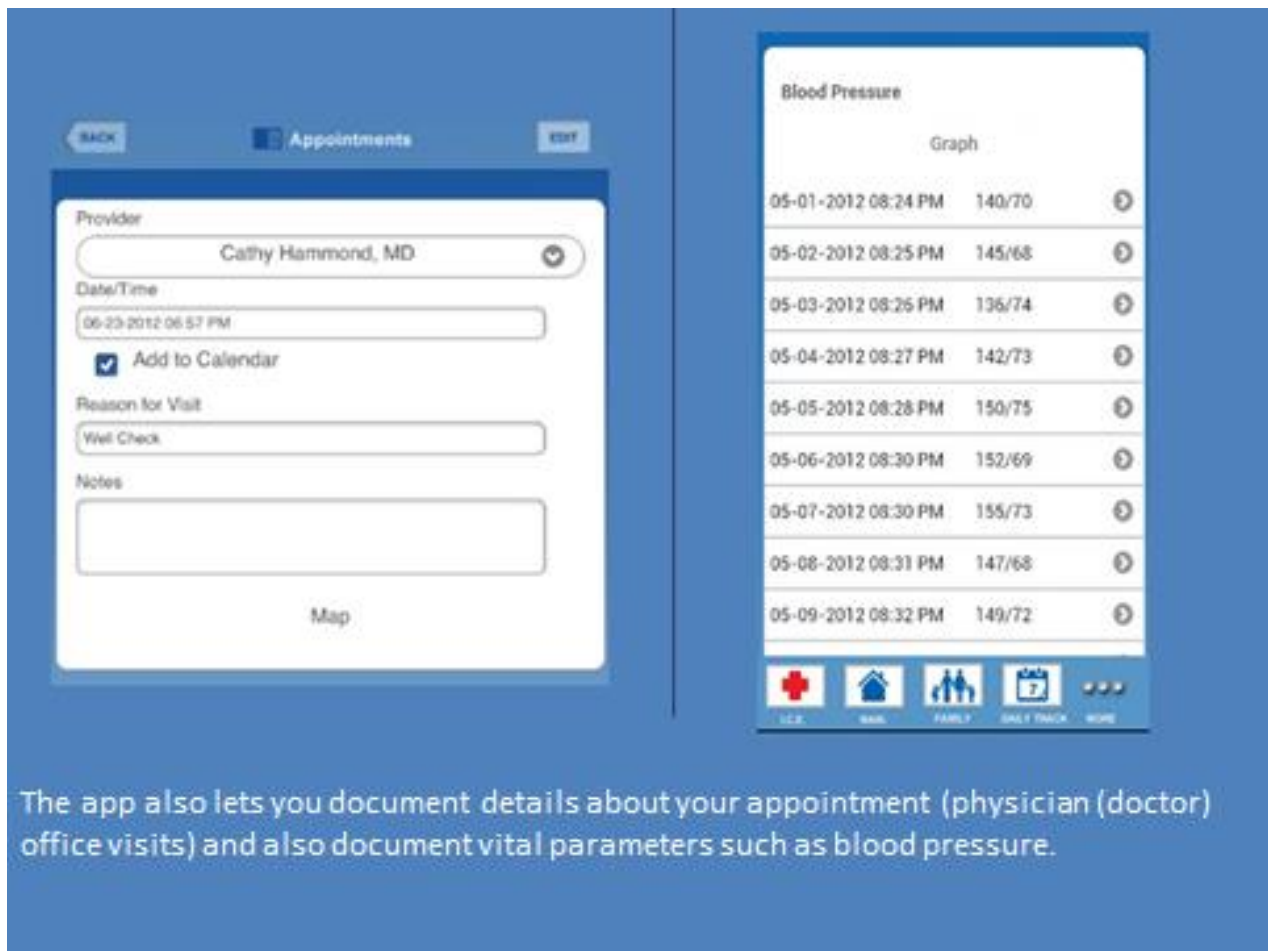 BACK
Appointments
EDIT
Provider
Cathy Hammond, MD
Date/Time
06-23-2012 06:57 PM
Add to Calendar
Reason for Visit
Well Check
Notes
Map
Blood Pressure
Graph
05-01-2012 08:24 PM 140/70
05-02-2012 08:25 PM 145/68
05-03-2012 08:26 PM 136/74
05-04-2012 08:27 PM 142/73
05-05-2012 08:28 PM 150/75
05-06-2012 08:30 PM 152/69
05-07-2012 08:30 PM 155/73
05-08-2012 08:31 PM 147/68
05-09-2012 08:32 PM 149/72
7
I.C.E. MAIN FAMILY DAILY TRACK MORE
The app also lets you document details about your appointment (physician (doctor)
office visits) and also document vital parameters such as blood pressure.